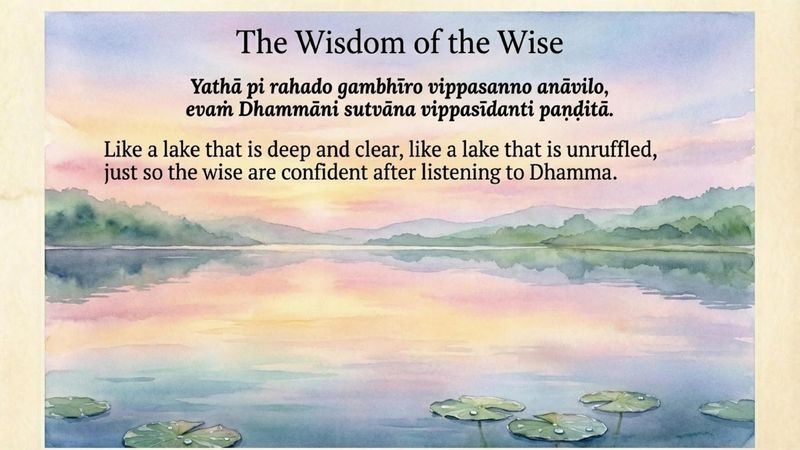 The Wisdom of the Wise
Yathā pi rahado gambhīro vippasanno anāvilo,
evaṁ Dhammāni sutvāna vippasīdanti paṇḍitā.
Like a lake that is deep and clear, like a lake that is unruffled,
just so the wise are confident after listening to Dhamma.